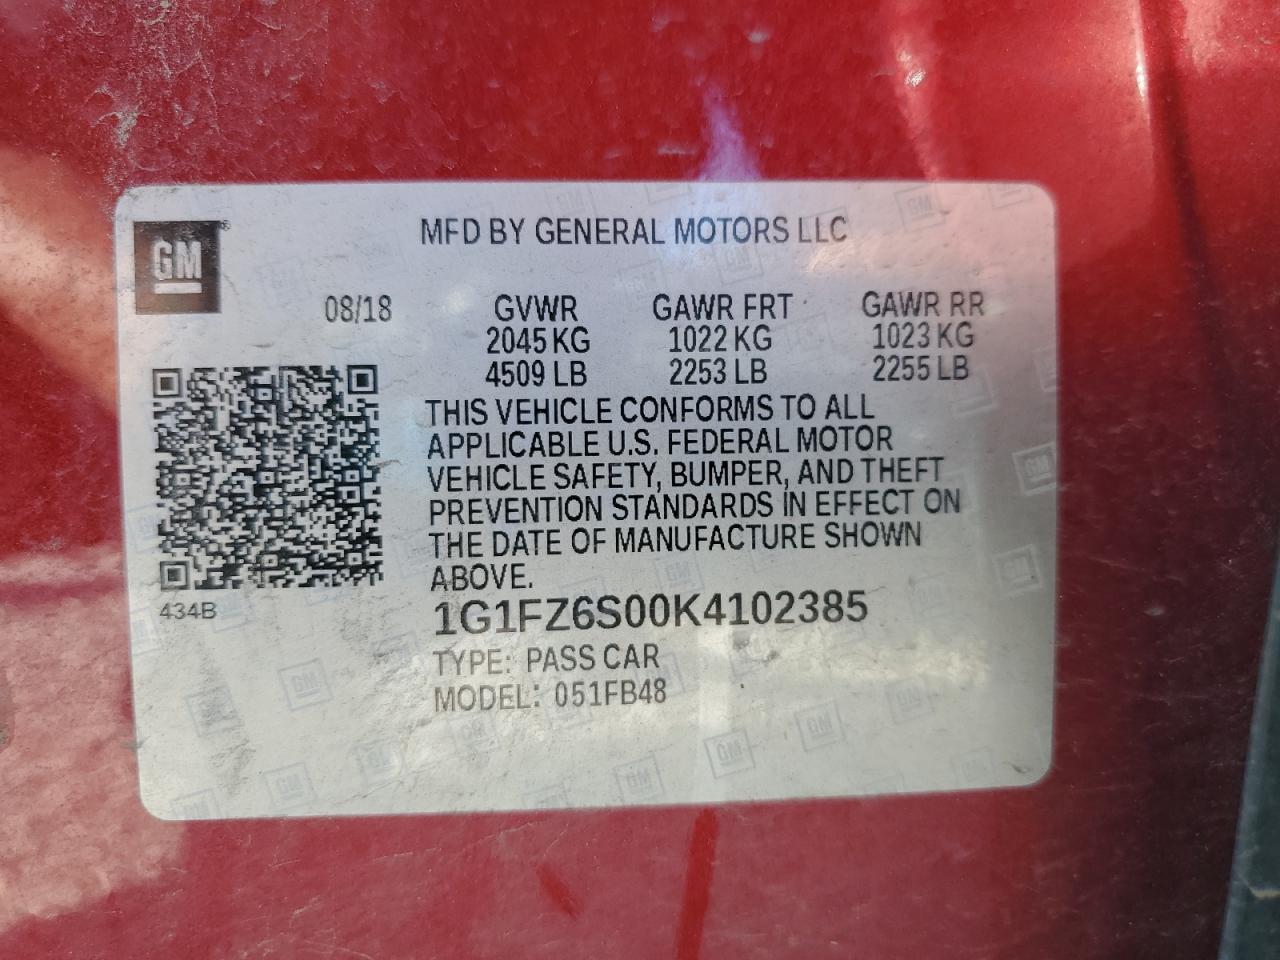 GM
MFD BY GENERAL MOTORS LLC
08/18
GVWR GAWR FRT GAWR RR
2045 KG 1022 KG 1023 KG
4509 LB 2253 LB 2255 LB
THIS VEHICLE CONFORMS TO ALL
APPLICABLE U.S. FEDERAL MOTOR
VEHICLE SAFETY, BUMPER, AND THEFT
PREVENTION STANDARDS IN EFFECT ON
THE DATE OF MANUFACTURE SHOWN
ABOVE.
434B
1G1FZ6S00K4102385
TYPE: PASS CAR
MODEL: 051FB48